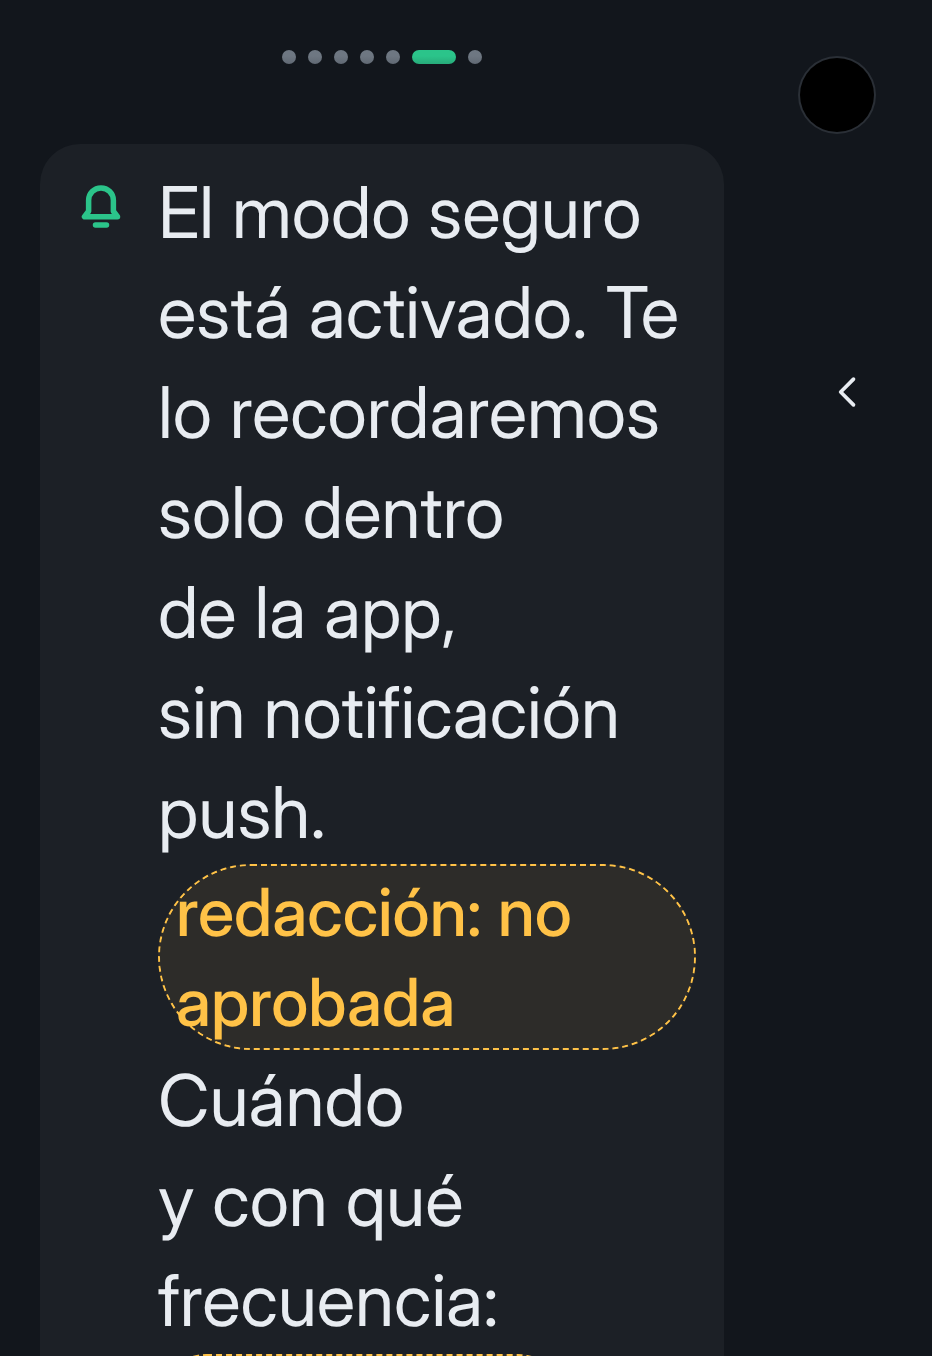 El modo seguro
está activado. Te
lo recordaremos
solo dentro
de la app,
sin notificación
push.
redacción: no
aprobada
Cuándo
y con qué
frecuencia: